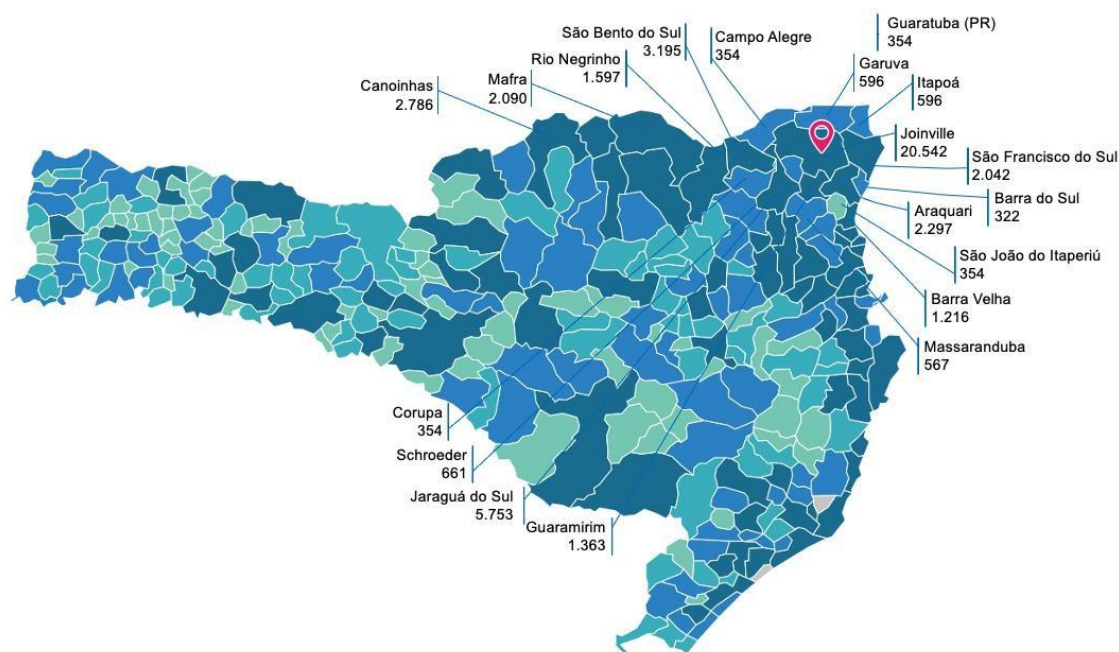 Guaratuba (PR)
354
São Bento do Sul
3.195
Campo Alegre
354
Rio Negrinho
1.597
Garuva
596
Mafra
2.090
Itapoá
596
Canoinhas
2.786
Joinville
20.542
São Francisco do Sul
2.042
Barra do Sul
322
Araquari
2.297
São João do Itaperiú
354
Barra Velha
1.216
Massaranduba
567
Corupa
354
Schroeder
661
Jaraguá do Sul
5.753
Guaramirim
1.363